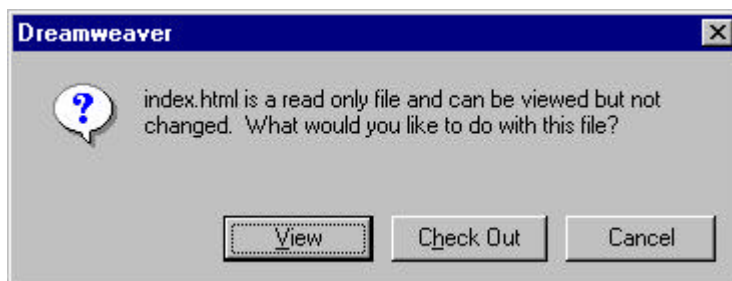 Dreamweaver
index.html is a read only file and can be viewed but not
changed.  What would you like to do with this file?
View Check Out Cancel